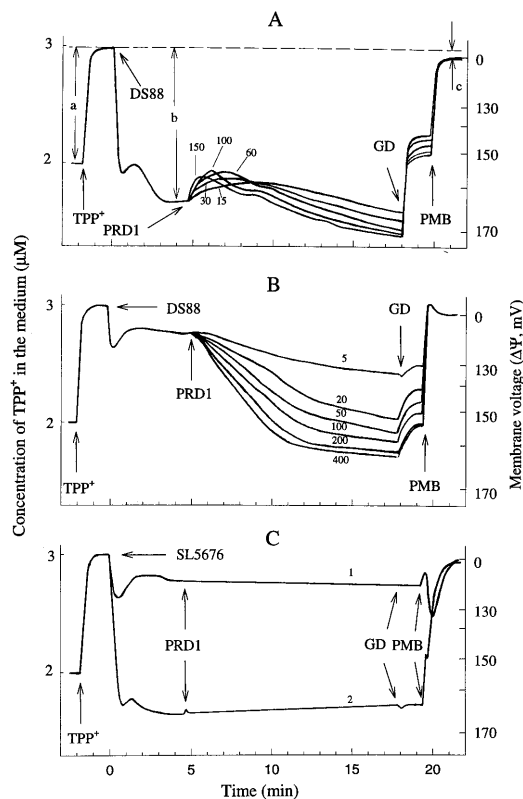 A
3
2
0
130
150
170
a
b
c
DS88
150
100
60
30
15
GD
TPP+
PRD1
PMB
Concentration of TPP+ in the medium (μM)
Membrane voltage (ΔΨ, mV)
B
3
2
0
130
150
170
DS88
GD
5
20
50
100
200
400
PRD1
TPP+
PMB
C
3
2
0
130
150
170
SL5676
1
PRD1
GD
PMB
2
TPP+
0
5
10
15
20
Time (min)